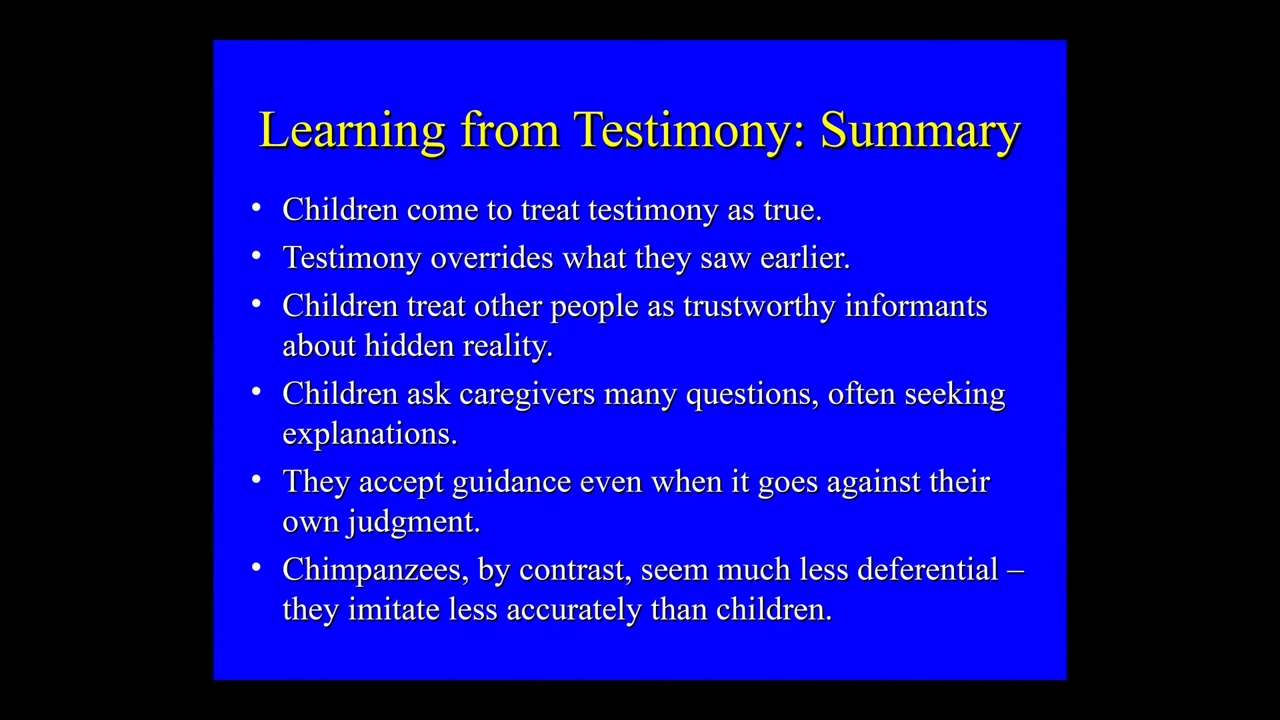 Learning from Testimony: Summary
• Children come to treat testimony as true.
• Testimony overrides what they saw earlier.
• Children treat other people as trustworthy informants
about hidden reality.
• Children ask caregivers many questions, often seeking
explanations.
• They accept guidance even when it goes against their
own judgment.
• Chimpanzees, by contrast, seem much less deferential –
they imitate less accurately than children.